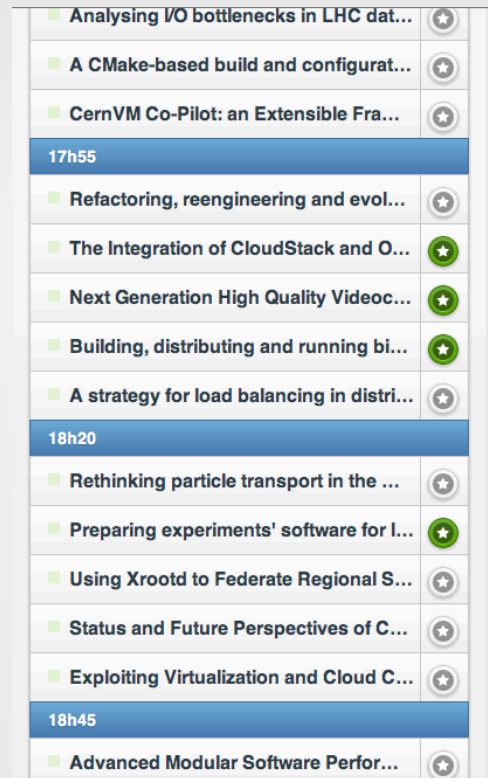 Analysing I/O bottlenecks in LHC dat...
A CMake-based build and configurat...
CernVM Co-Pilot: an Extensible Fra...
17h55
Refactoring, reengineering and evol...
The Integration of CloudStack and O...
Next Generation High Quality Videoc...
Building, distributing and running bi...
A strategy for load balancing in distri...
18h20
Rethinking particle transport in the ...
Preparing experiments' software for I...
Using Xrootd to Federate Regional S...
Status and Future Perspectives of C...
Exploiting Virtualization and Cloud C...
18h45
Advanced Modular Software Perfor...